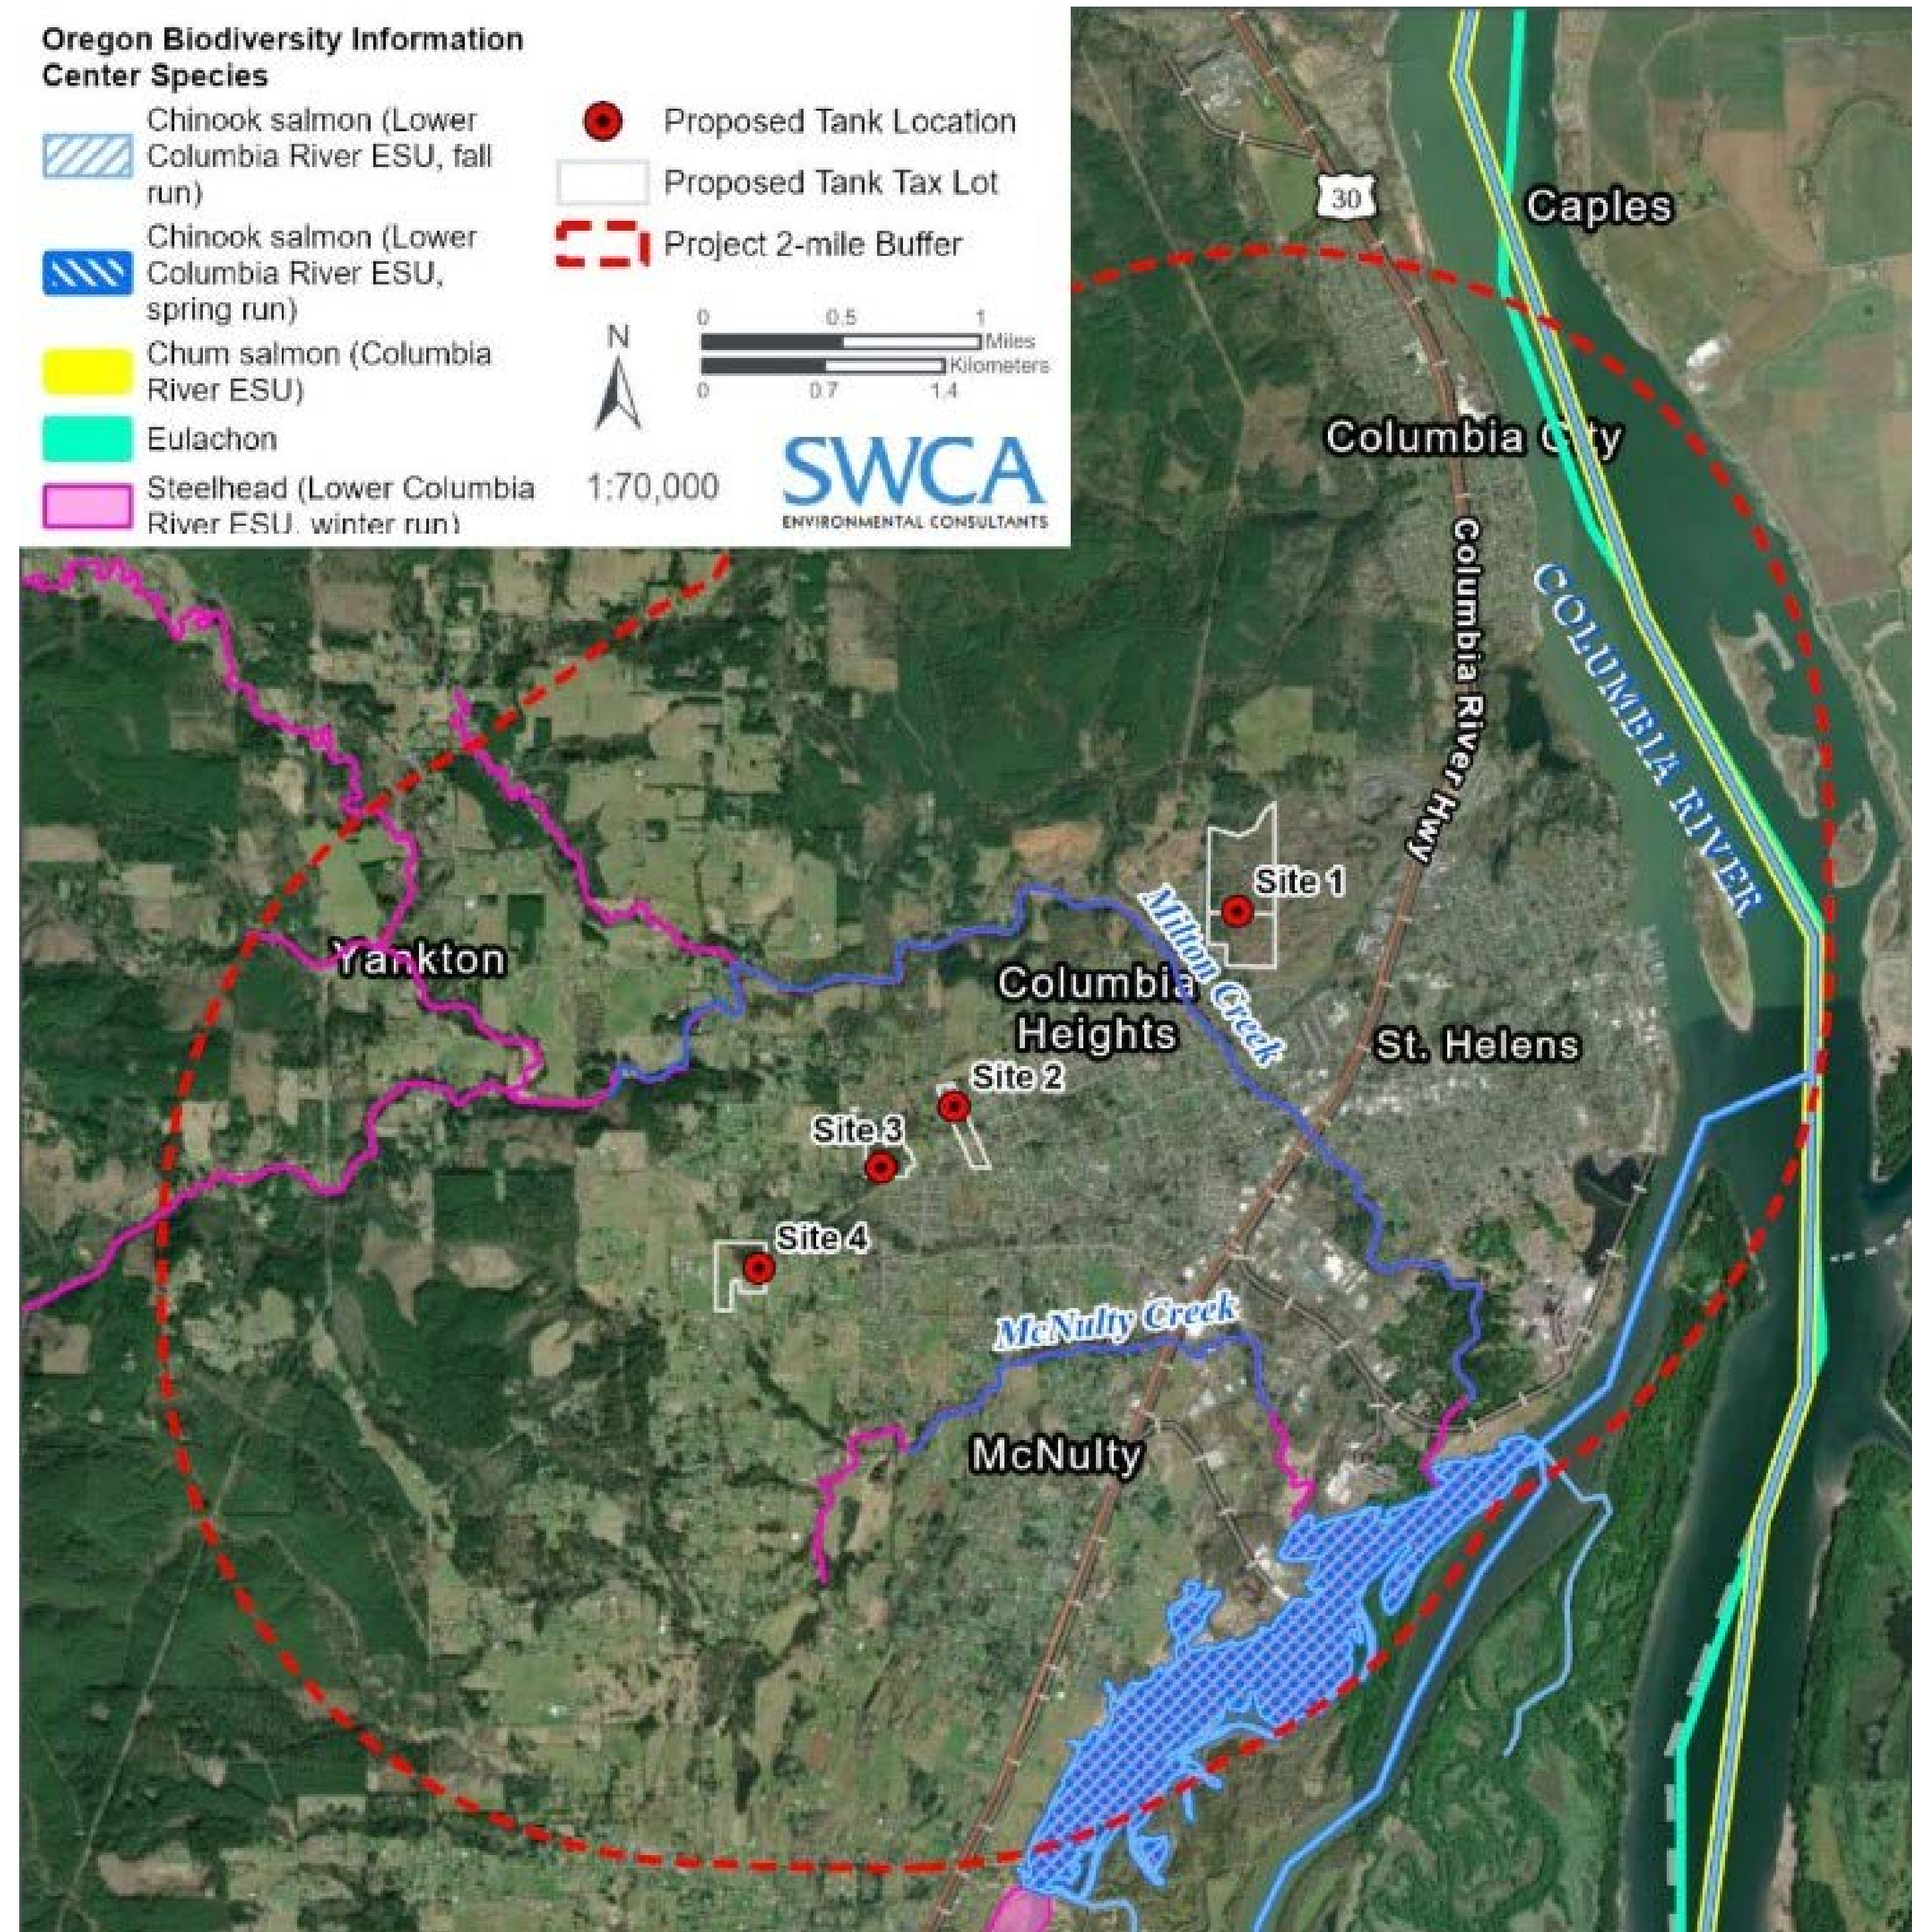 Oregon Biodiversity Information
Center Species
Chinook salmon (Lower
Columbia River ESU, fall
run)
Chinook salmon (Lower
Columbia River ESU,
spring run)
Chum salmon (Columbia
River ESU)
Eulachon
Steelhead (Lower Columbia
River ESU, winter run)
Proposed Tank Location
Proposed Tank Tax Lot
Project 2-mile Buffer
N
0 0.5 1
Miles
Kilometers
0 0.7 1.4
1:70,000
SWCA
ENVIRONMENTAL CONSULTANTS
30
Caples
Columbia City
Columbia River Hwy
COLUMBIA RIVER
Site 1
Milton Creek
Yankton
Columbia
Heights
St. Helens
Site 2
Site 3
Site 4
McNulty Creek
McNulty